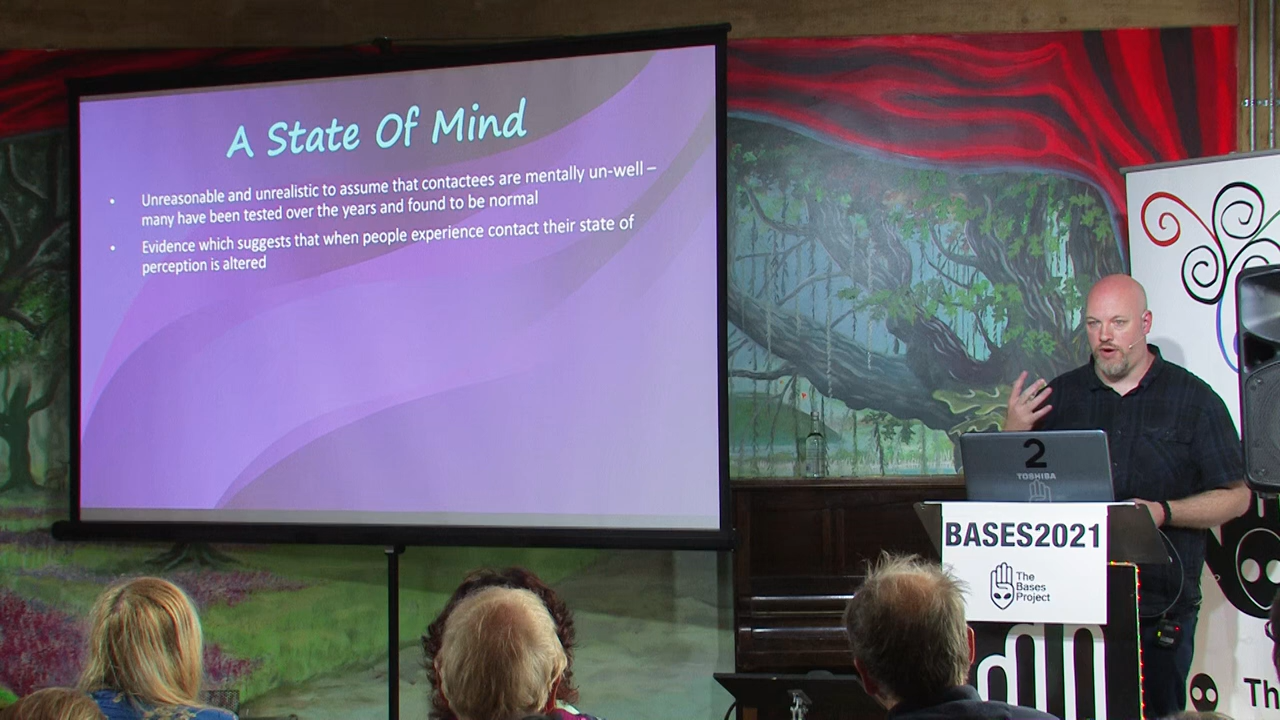 A State Of Mind
• Unreasonable and unrealistic to assume that contactees are mentally un-well –
many have been tested over the years and found to be normal
• Evidence which suggests that when people experience contact their state of
perception is altered
2
TOSHIBA
BASES2021
The
Bases
Project
Th